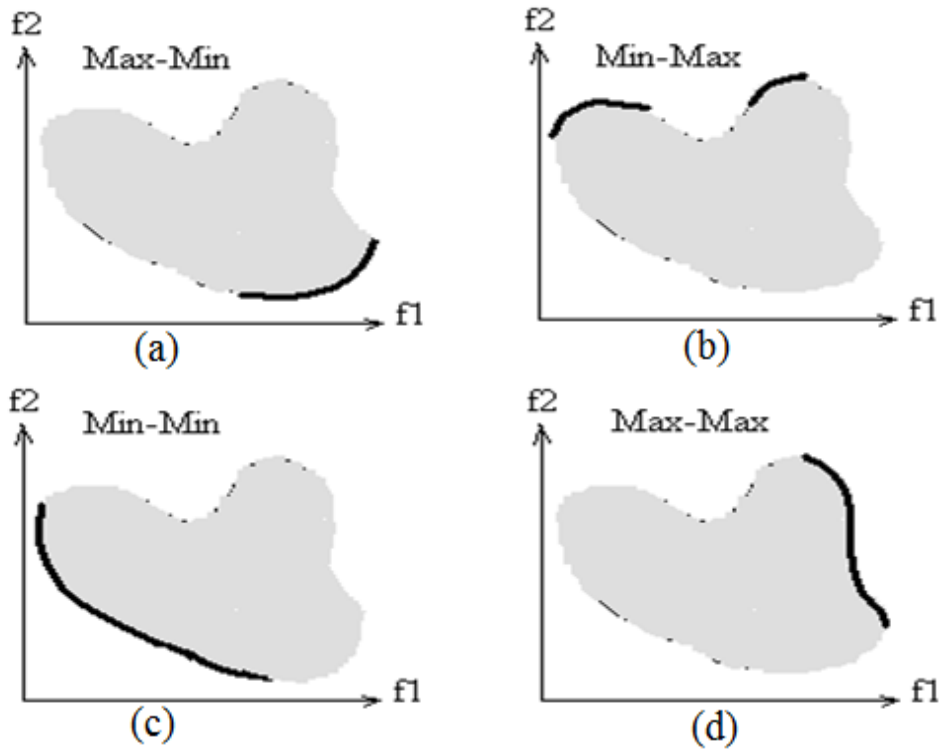 f2
Max-Min
f1
(a)
f2
Min-Max
f1
(b)
f2
Min-Min
f1
(c)
f2
Max-Max
f1
(d)